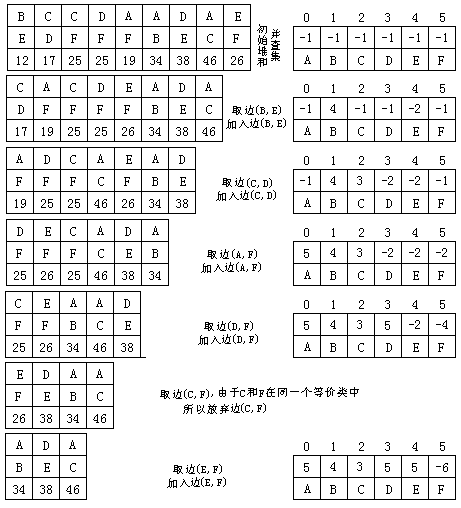 B C C D A A D A E
E D F F F B E C F
12 17 25 25 19 34 38 46 26
初始堆和
并查集
0 1 2 3 4 5
-1 -1 -1 -1 -1 -1
A B C D E F
C A C D E A D A
D F F F F B E C
17 19 25 25 26 34 38 46
取边(B, E)
加入边(B, E)
0 1 2 3 4 5
-1 4 -1 -1 -2 -1
A B C D E F
A D C A E A D
F F F C F B E
19 25 25 46 26 34 38
取边(C, D)
加入边(C, D)
0 1 2 3 4 5
-1 4 3 -2 -2 -1
A B C D E F
D E C A D A
F F F C E B
25 26 25 46 38 34
取边(A, F)
加入边(A, F)
0 1 2 3 4 5
5 4 3 -2 -2 -2
A B C D E F
C E A A D
F F B C E
25 26 34 46 38
取边(D, F)
加入边(D, F)
0 1 2 3 4 5
5 4 3 5 -2 -4
A B C D E F
E D A A
F E B C
26 38 34 46
取边(C, F), 由于C和F在同一个等价类中
所以放弃边(C, F)
A D A
B E C
34 38 46
取边(E, F)
加入边(E, F)
0 1 2 3 4 5
5 4 3 5 5 -6
A B C D E F